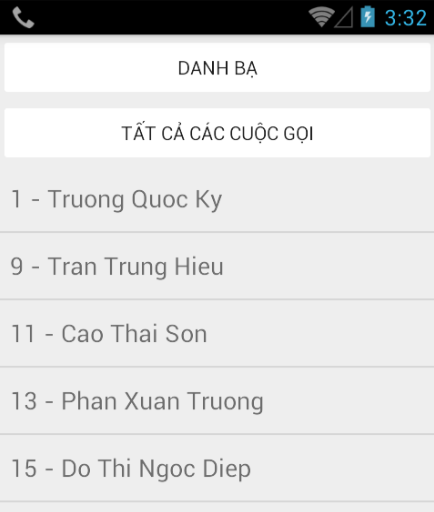 3:32
DANH BẠ
TẤT CẢ CÁC CUỘC GỌI
1 - Truong Quoc Ky
9 - Tran Trung Hieu
11 - Cao Thai Son
13 - Phan Xuan Truong
15 - Do Thi Ngoc Diep